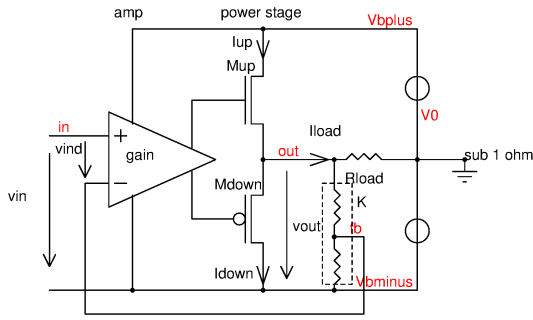 amp
power stage
Vbplus
Iup
Mup
V0
Iload
in
+
vind
gain
out
sub 1 ohm
−
Rload
Mdown
K
vin
vout
fb
Idown
Vbminus